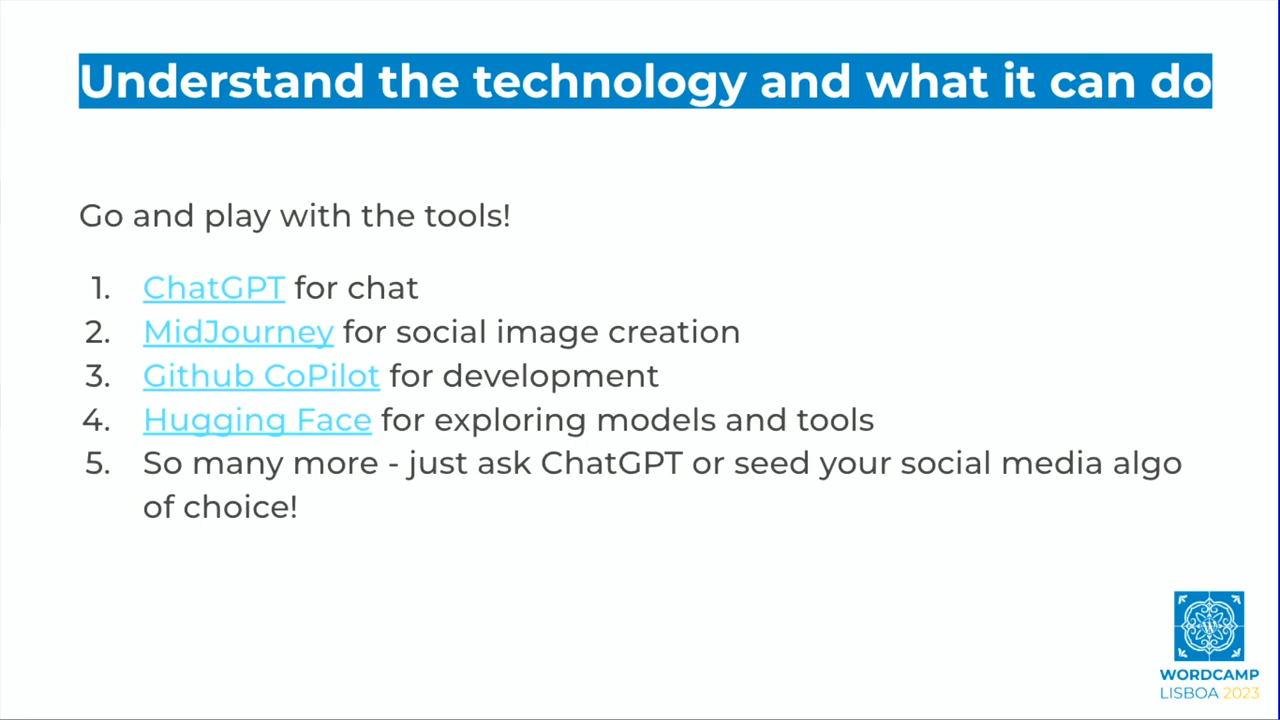 Understand the technology and what it can do
Go and play with the tools!
1. ChatGPT for chat
2. MidJourney for social image creation
3. Github CoPilot for development
4. Hugging Face for exploring models and tools
5. So many more - just ask ChatGPT or seed your social media algo
of choice!
W
WORDCAMP
LISBOA 2023